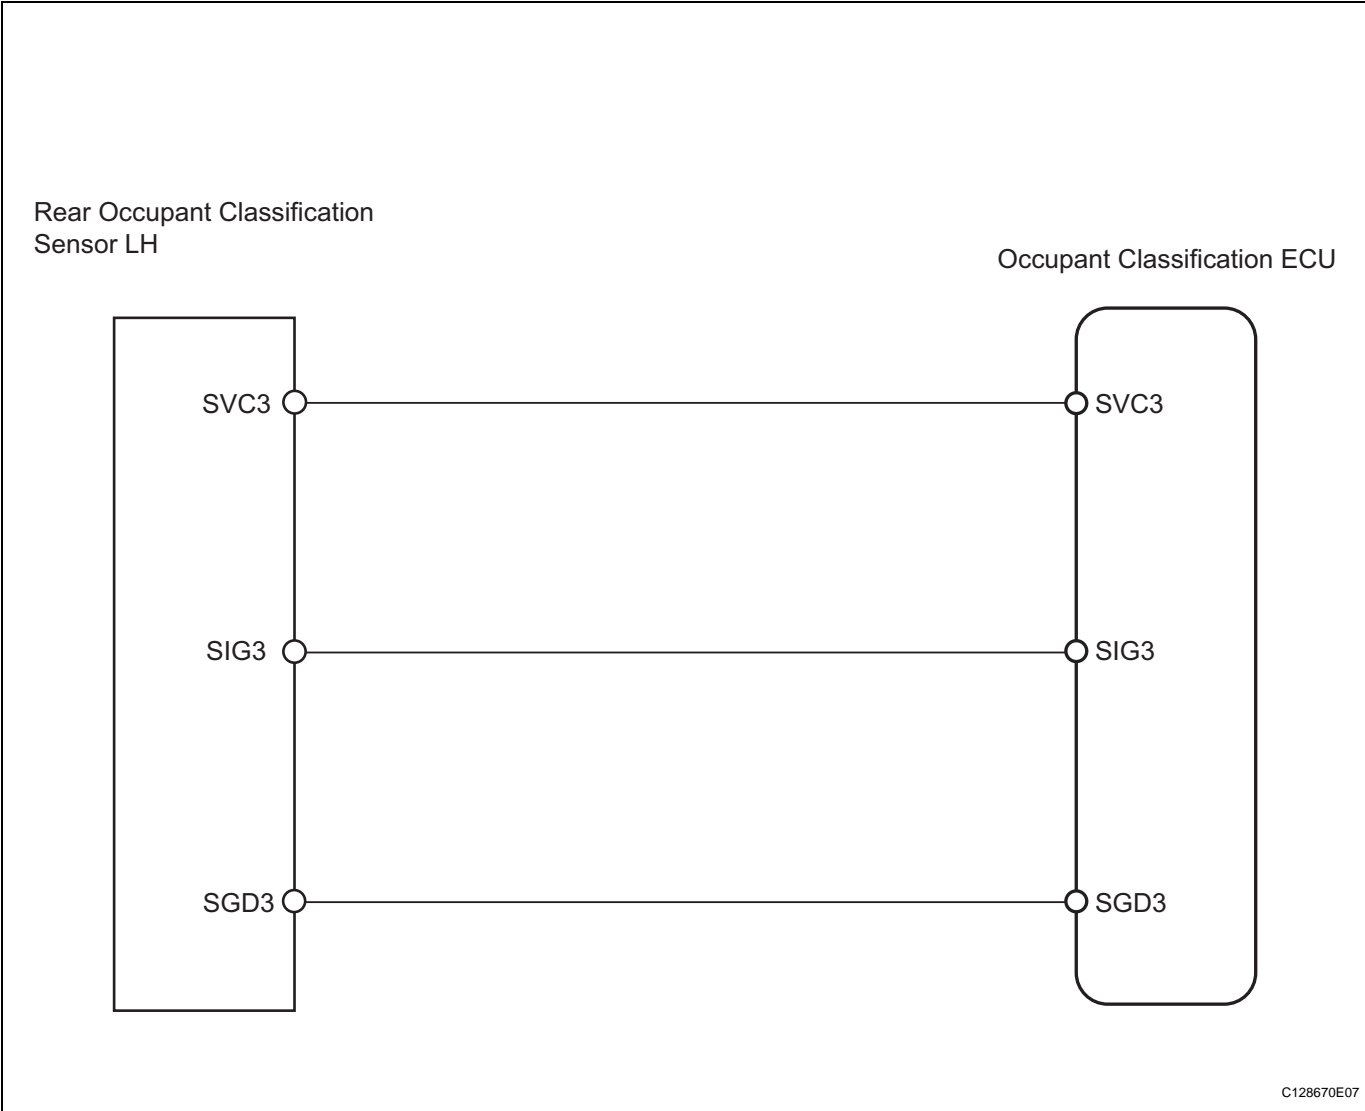 Rear Occupant Classification
Sensor LH
Occupant Classification ECU
SVC3
SVC3
SIG3
SIG3
SGD3
SGD3
C128670E07